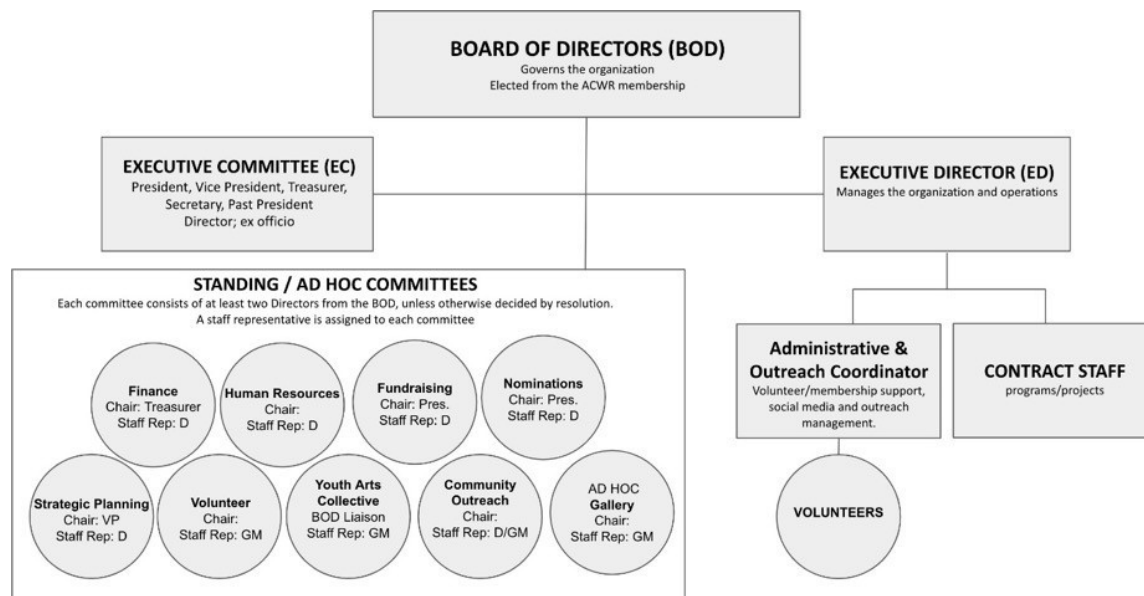 BOARD OF DIRECTORS (BOD)
Governs the organization
Elected from the ACWR membership
EXECUTIVE COMMITTEE (EC)
President, Vice President, Treasurer,
Secretary, Past President
Director; ex officio
EXECUTIVE DIRECTOR (ED)
Manages the organization and operations
STANDING / AD HOC COMMITTEES
Each committee consists of at least two Directors from the BOD, unless otherwise decided by resolution.
A staff representative is assigned to each committee
Finance
Chair: Treasurer
Staff Rep: D
Human Resources
Chair:
Staff Rep: D
Fundraising
Chair: Pres.
Staff Rep: D
Nominations
Chair: Pres.
Staff Rep: D
Strategic Planning
Chair: VP
Staff Rep: D
Volunteer
Chair:
Staff Rep: GM
Youth Arts
Collective
BOD Liaison
Staff Rep: GM
Community
Outreach
Chair:
Staff Rep: D/GM
AD HOC
Gallery
Chair:
Staff Rep: GM
Administrative &
Outreach Coordinator
Volunteer/membership support,
social media and outreach
management.
CONTRACT STAFF
programs/projects
VOLUNTEERS